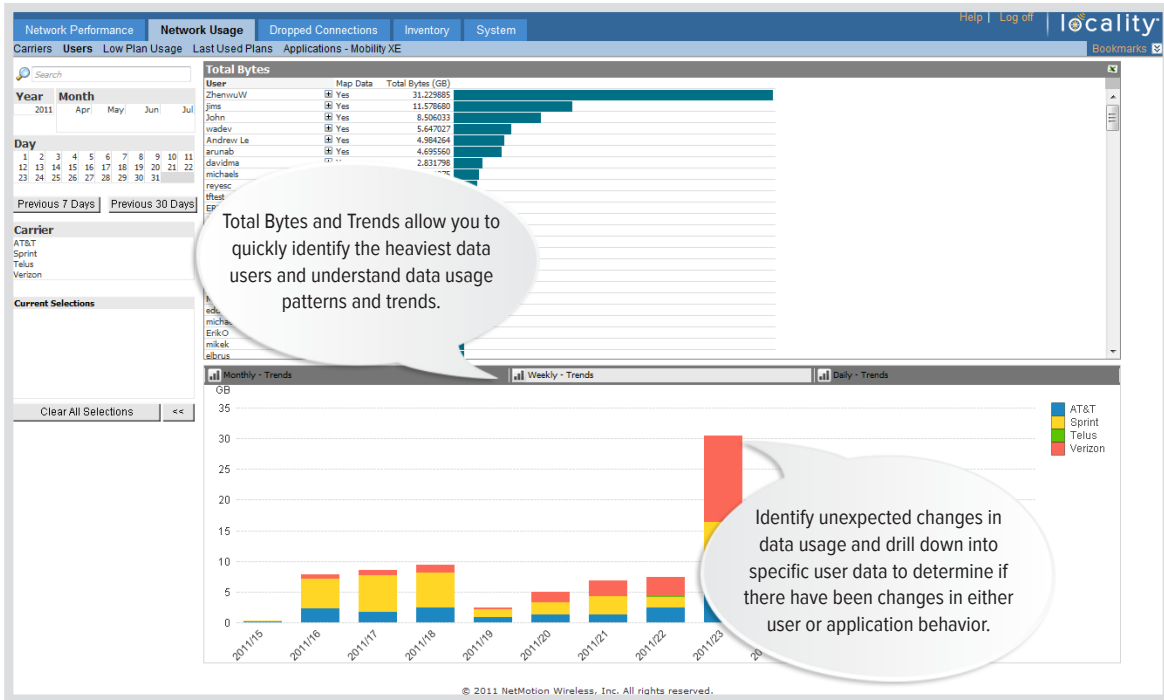 Help | Log off
locality
Network Performance Network Usage Dropped Connections Inventory System
Carriers Users Low Plan Usage Last Used Plans Applications - Mobility XE
Bookmarks
Search
Year Month
2011 Apr May Jun Jul
Day
1 2 3 4 5 6 7 8 9 10 11
12 13 14 15 16 17 18 19 20 21 22
23 24 25 26 27 28 29 30 31
Previous 7 Days Previous 30 Days
Carrier
AT&T
Sprint
Telus
Verizon
Current Selections
Clear All Selections <<
Total Bytes
User Map Data Total Bytes (GB)
ZhenwuW Yes 31.229885
jims Yes 11.578680
John Yes 8.506033
wadev Yes 5.647027
Andrew Le Yes 4.984264
arunab Yes 4.695560
davidma 2.831798
michaels
reyesc
tftest
ErikO
mikek
elbrus
Total Bytes and Trends allow you to
quickly identify the heaviest data
users and understand data usage
patterns and trends.
Monthly - Trends Weekly - Trends Daily - Trends
GB
35
30
25
20
15
10
5
0
2011/15 2011/16 2011/17 2011/18 2011/19 2011/20 2011/21 2011/22 2011/23
AT&T
Sprint
Telus
Verizon
Identify unexpected changes in
data usage and drill down into
specific user data to determine if
there have been changes in either
user or application behavior.
© 2011 NetMotion Wireless, Inc. All rights reserved.